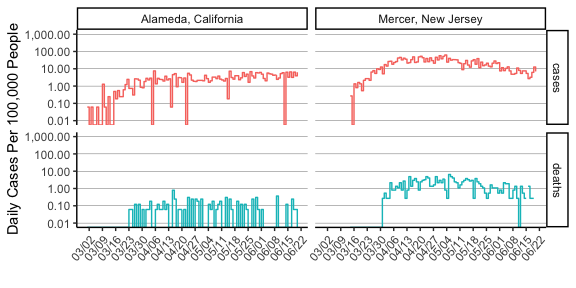 Alameda, California
Mercer, New Jersey
Daily Cases Per 100,000 People
1,000.00
100.00
10.00
1.00
0.10
0.01
cases
1,000.00
100.00
10.00
1.00
0.10
0.01
deaths
03/02 03/09 03/16 03/23 03/30 04/06 04/13 04/20 04/27 05/04 05/11 05/18 05/25 06/01 06/08 06/15 06/22
03/02 03/09 03/16 03/23 03/30 04/06 04/13 04/20 04/27 05/04 05/11 05/18 05/25 06/01 06/08 06/15 06/22